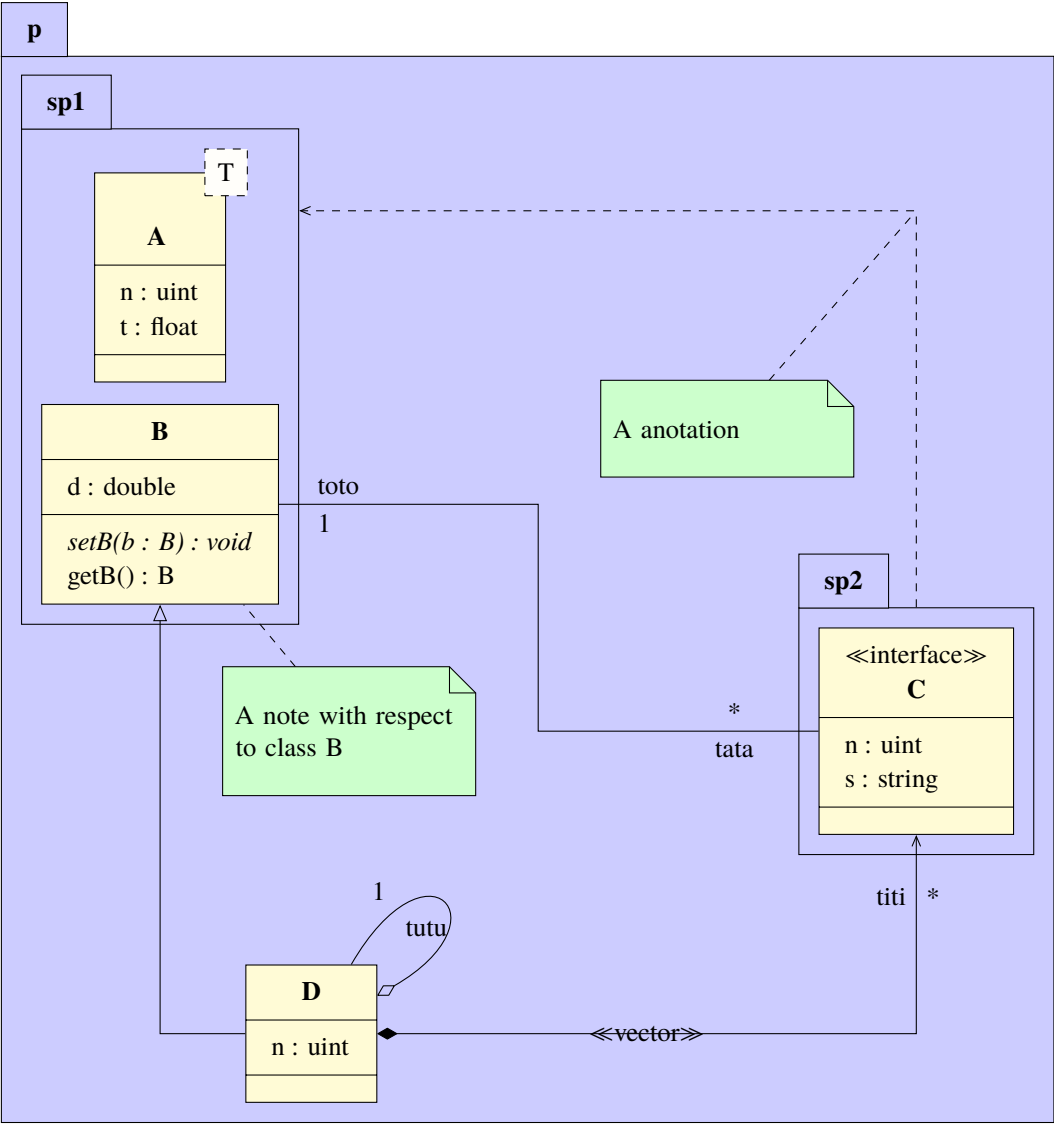 p
sp1
T
A
n : uint
t : float
B
d : double
setB(b : B) : void
getB() : B
toto
1
A anotation
sp2
≪interface≫
C
n : uint
s : string
*
tata
A note with respect
to class B
titi
*
1
tutu
D
n : uint
≪vector≫